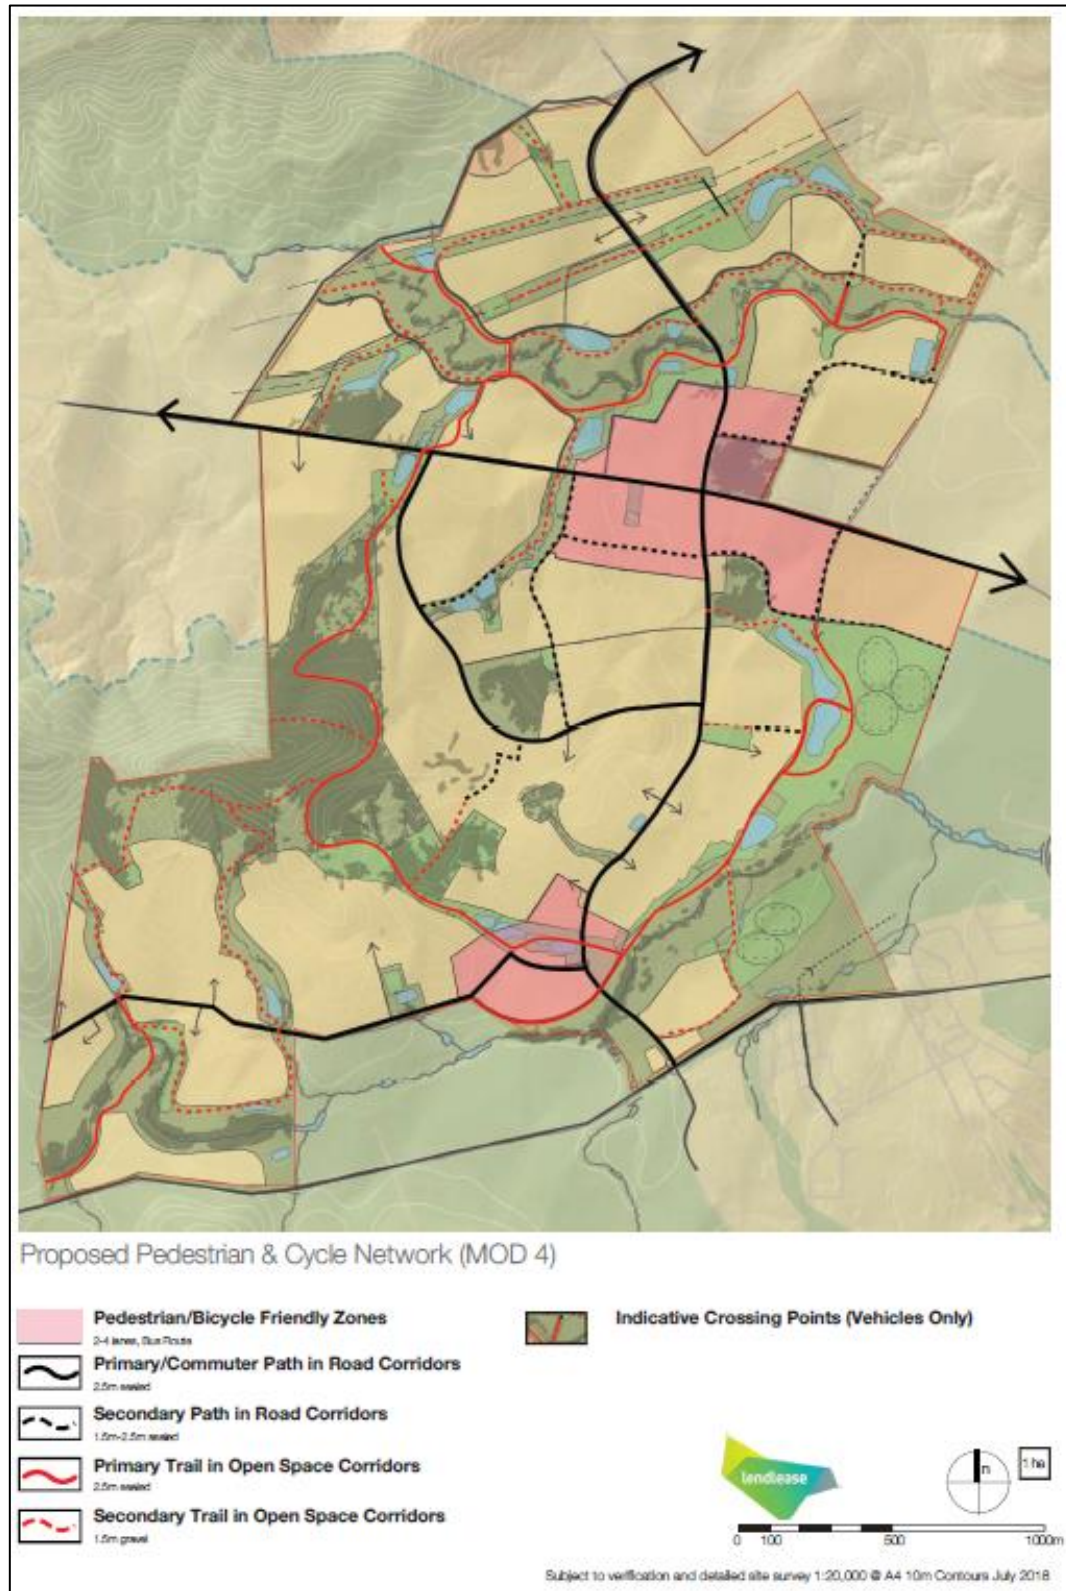 Proposed Pedestrian & Cycle Network (MOD 4)
Pedestrian/Bicycle Friendly Zones
2-4 lanes, Bus Route
Primary/Commuter Path in Road Corridors
2.5m sealed
Secondary Path in Road Corridors
1.5m-2.5m sealed
Primary Trail in Open Space Corridors
2.5m sealed
Secondary Trail in Open Space Corridors
1.5m gravel
Indicative Crossing Points (Vehicles Only)
lendlease
n
1 ha
0 100 500 1000m
Subject to verification and detailed site survey 1:20,000 @ A4 10m Contours July 2018